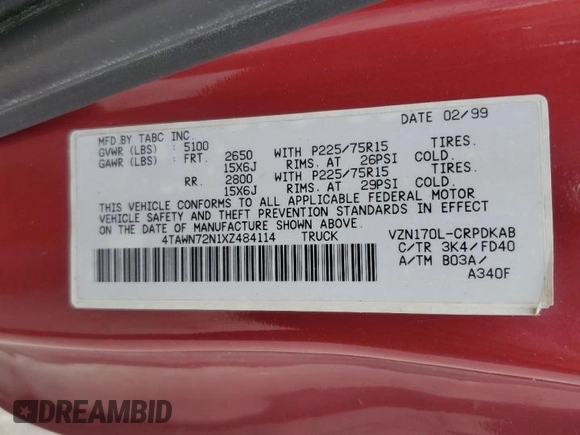 DATE 02/99
MFD BY TABC INC.
GVWR (LBS) : 5100
GAWR (LBS) : FRT. 2650 WITH P225/75R15 TIRES.
15X6J RIMS. AT 26PSI COLD.
RR. 2800 WITH P225/75R15 TIRES.
15X6J RIMS. AT 29PSI COLD.
THIS VEHICLE CONFORMS TO ALL APPLICABLE FEDERAL MOTOR
VEHICLE SAFETY AND THEFT PREVENTION STANDARDS IN EFFECT
ON THE DATE OF MANUFACTURE SHOWN ABOVE.
4TAWN72N1XZ484114 TRUCK VZN170L-CRPDKAB
C/TR 3K4/FD40
A/TM B03A/
A340F
DREAMBID